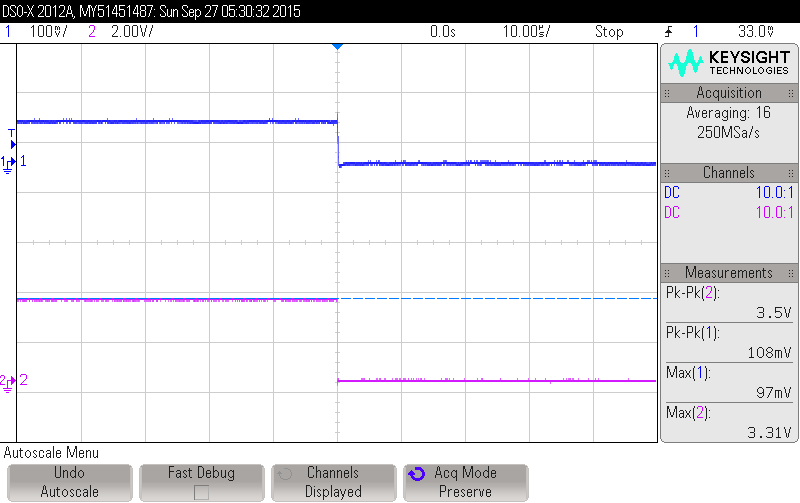 DSO-X 2012A, MY51451487: Sun Sep 27 05:30:32 2015
1 100mV/ 2 2.00V/ 0.0s 10.00us/ Stop 1 33.0mV
KEYSIGHT
TECHNOLOGIES
Acquisition
Averaging: 16
250MSa/s
Channels
DC 10.0:1
DC 10.0:1
Measurements
Pk-Pk(2):
3.5V
Pk-Pk(1):
108mV
Max(1):
97mV
Max(2):
3.31V
T
1 1
2 2
Autoscale Menu
Undo
Autoscale
Fast Debug
Channels
Displayed
Acq Mode
Preserve